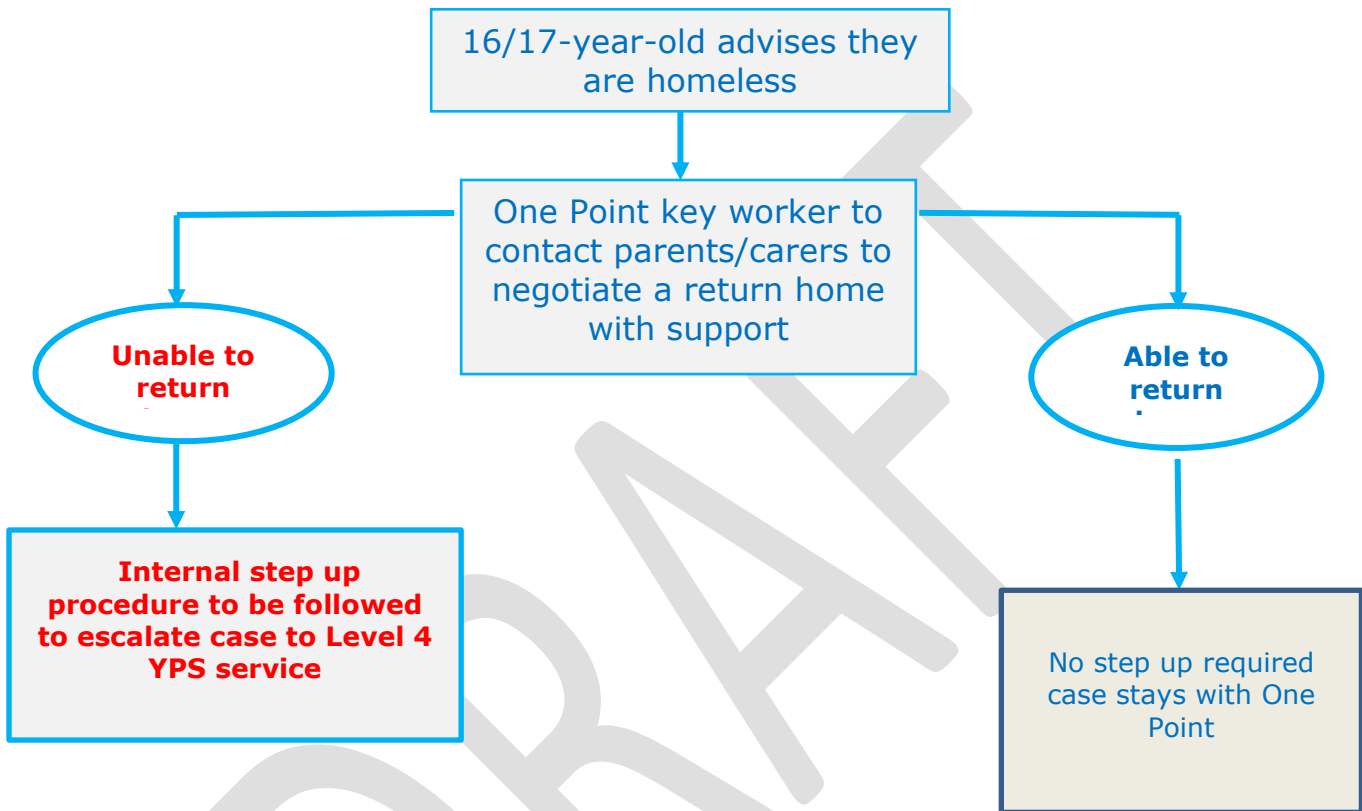 16/17-year-old advises they
are homeless
One Point key worker to
contact parents/carers to
negotiate a return home
with support
Unable to
return
Able to
return
Internal step up
procedure to be followed
to escalate case to Level 4
YPS service
No step up required
case stays with One
Point
DRAFT